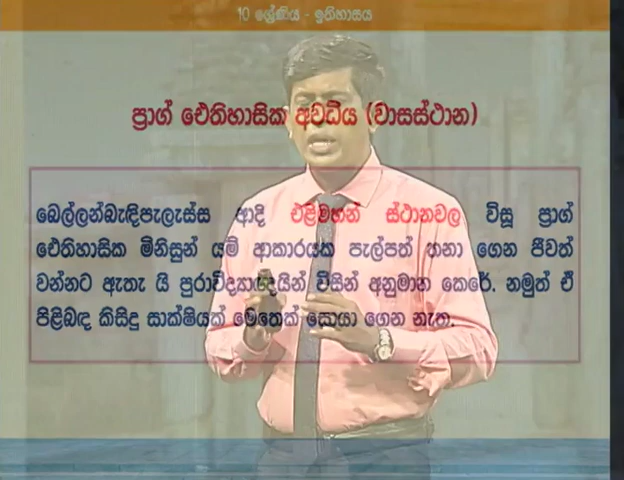 10 ශ්‍රේණිය - ඉතිහාසය
ප්‍රාග් ඓතිහාසික අවධිය (වාසස්ථාන)
බෙල්ලන්බැඳිපැලැස්ස ආදි එළිමහන් ස්ථානවල විසූ ප්‍රාග්
ඓතිහාසික මිනිසුන් යම් ආකාරයක පැල්පත් තනා ගෙන ජීවත්
වන්නට ඇතැ යි පුරාවිද්‍යාඥයින් විසින් අනුමාන කෙරේ. නමුත් ඒ
පිළිබඳ කිසිදු සාක්ෂියක් මෙතෙක් සොයා ගෙන නැත.